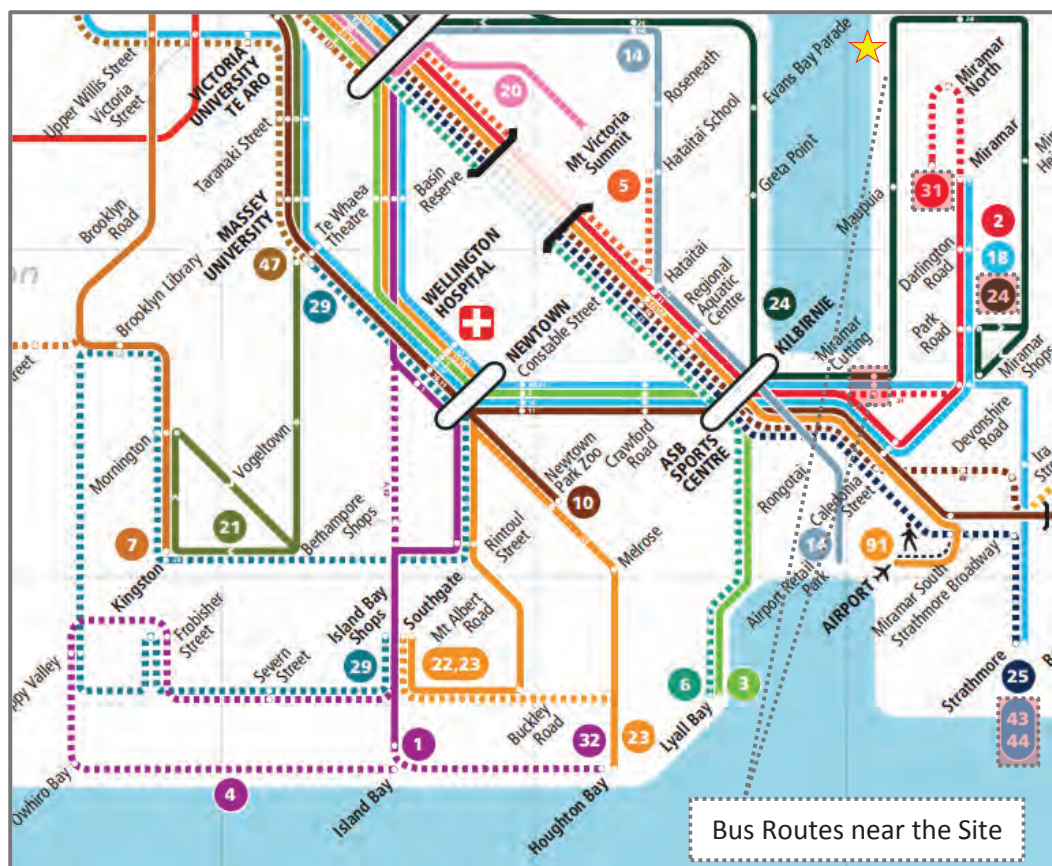 Upper Willis Street
Victoria
Street
VICTORIA
UNIVERSITY
TE ARO
20
14
Roseneath
Evans Bay Parade
Miramar
North
Miramar
Mt Victoria
Summit
Hataitai School
Greta Point
Taranaki Street
Basin
Reserve
5
31
Maupuia
Brooklyn
Road
MASSEY
UNIVERSITY
Te Whaea
Theatre
Hataitai
Regional
Aquatic
Centre
Darlington
Road
2
18
24
47
29
Brooklyn Library
WELLINGTON
HOSPITAL
NEWTOWN
Constable Street
24
KILBIRNIE
Miramar
Cutting
Park
Road
Miramar
Shops
Mornington
Vogeltown
Berhampore
Shops
Newtown
Park Zoo
Crawford
Road
ASB
SPORTS
CENTRE
Devonshire
Road
10
21
7
Rintoul
Street
Melrose
Rongotai
Caledonia
Street
14
91
Kingston
Frobisher
Street
Island Bay
Shops
Southgate
Mt Albert
Road
Airport Retail
Park
AIRPORT
Miramar South
Strathmore Broadway
Severn
Street
29
22,23
6
3
Strathmore
25
43
44
Buckley
Road
Lyall Bay
1
32
23
4
Owhiro Bay
Island Bay
Houghton Bay
Bus Routes near the Site